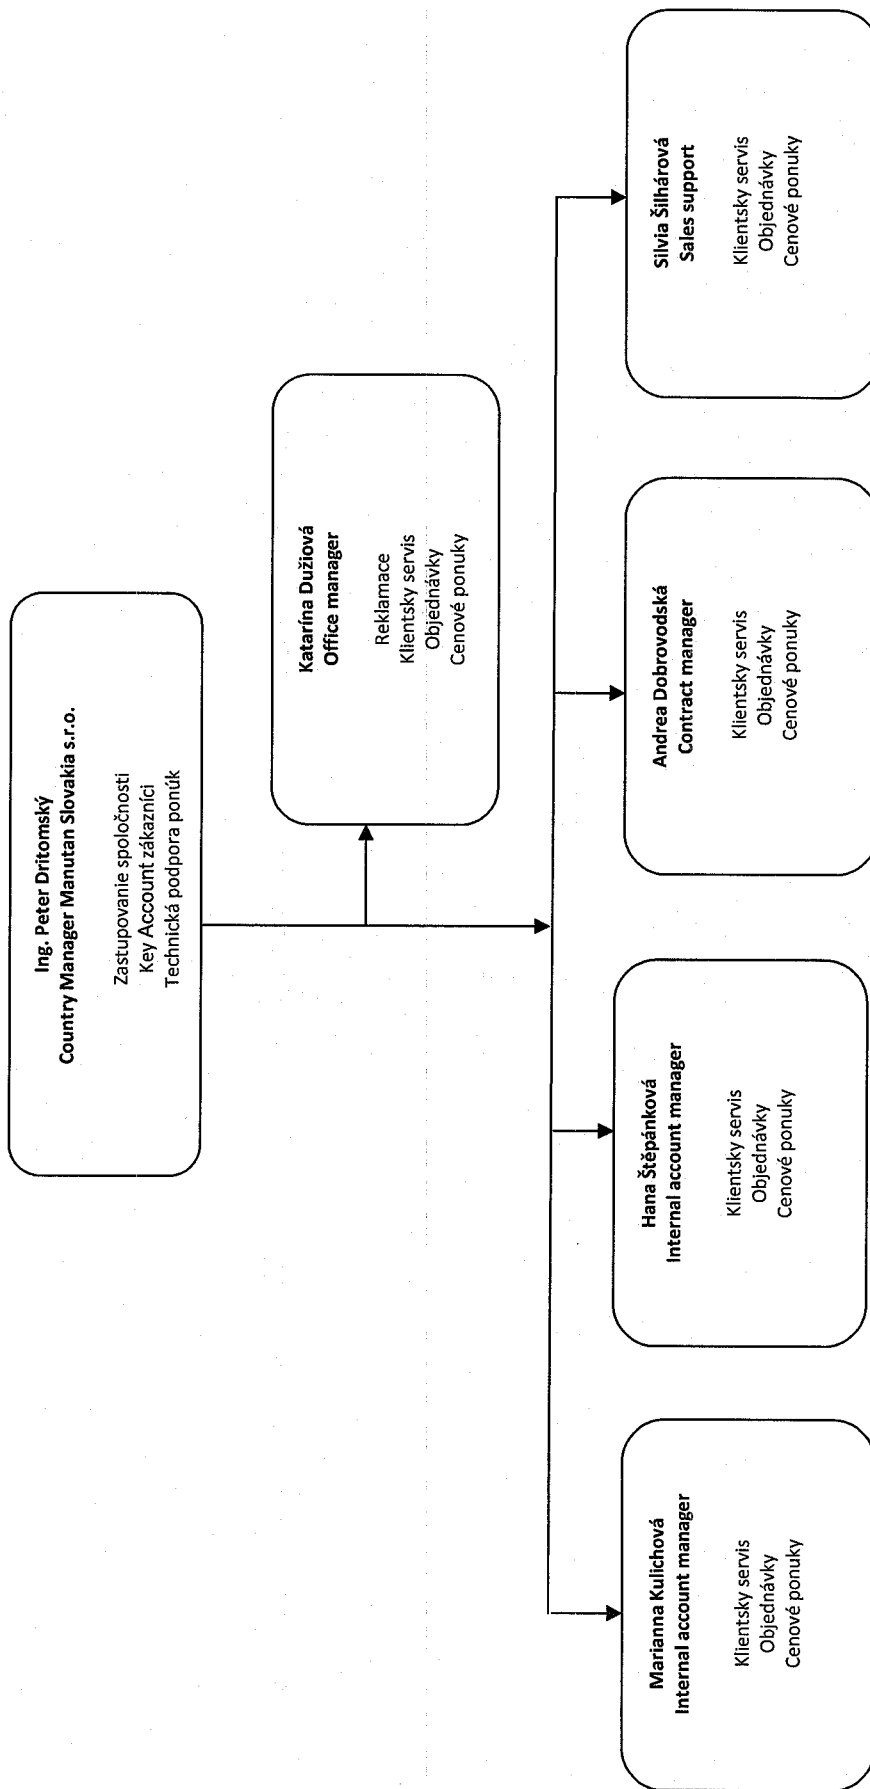 Ing. Peter Dritomský
Country Manager Manutan Slovakia s.r.o.
Zastupovanie spoločnosti
Key Account zákazníci
Technická podpora ponúk
Katarína Dužiová
Office manager
Reklamace
Klientsky servis
Objednávky
Cenové ponuky
Marianna Kulichová
Internal account manager
Klientsky servis
Objednávky
Cenové ponuky
Hana Štěpánková
Internal account manager
Klientsky servis
Objednávky
Cenové ponuky
Andrea Dobrovodská
Contract manager
Klientsky servis
Objednávky
Cenové ponuky
Silvia Šilhárová
Sales support
Klientsky servis
Objednávky
Cenové ponuky